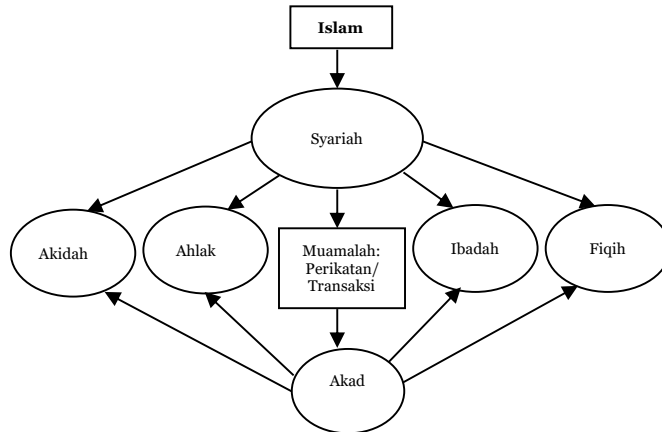 Islam
Syariah
Akidah
Ahlak
Muamalah:
Perikatan/
Transaksi
Ibadah
Fiqih
Akad